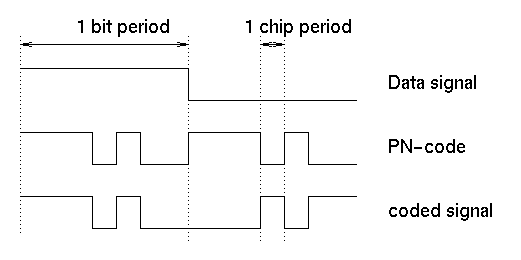 1 bit period
1 chip period
Data signal
PN-code
coded signal